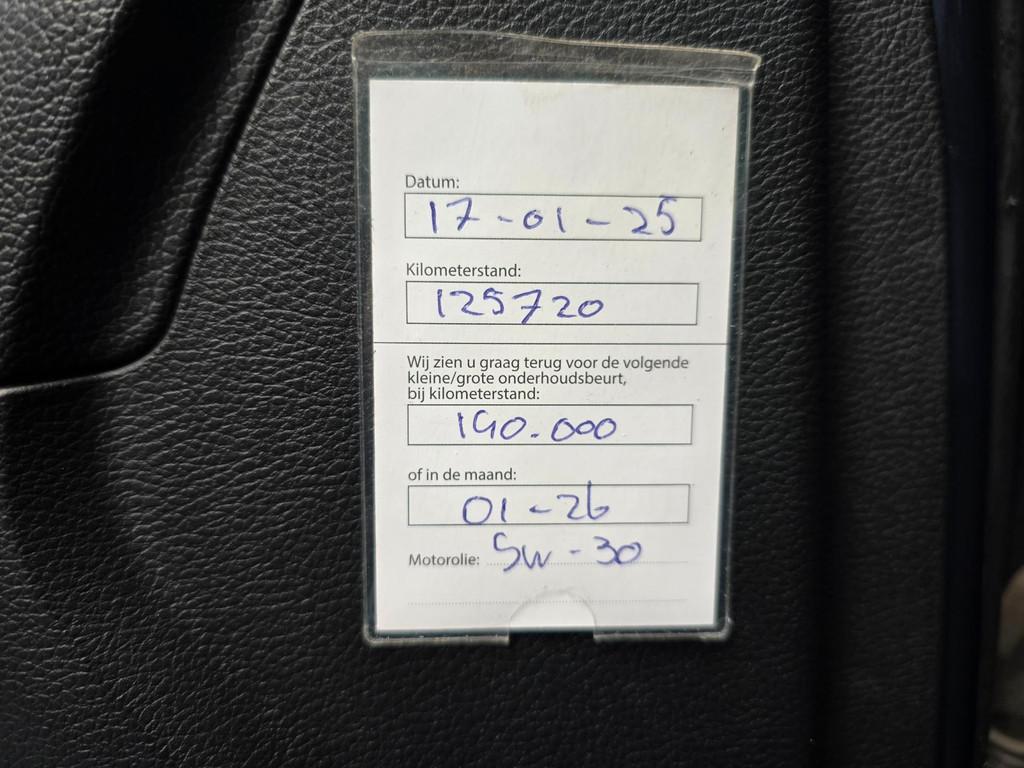 Datum:
17-01-25
Kilometerstand:
125720
Wij zien u graag terug voor de volgende
kleine/grote onderhoudsbeurt,
bij kilometerstand:
140.000
of in de maand:
01-26
Motorolie: 5W-30